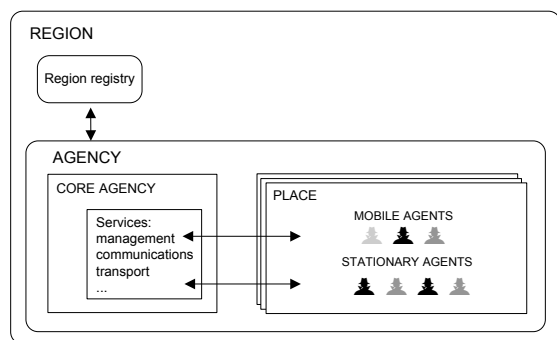 REGION
Region registry
AGENCY
CORE AGENCY
Services:
management
communications
transport
...
PLACE
MOBILE AGENTS
STATIONARY AGENTS